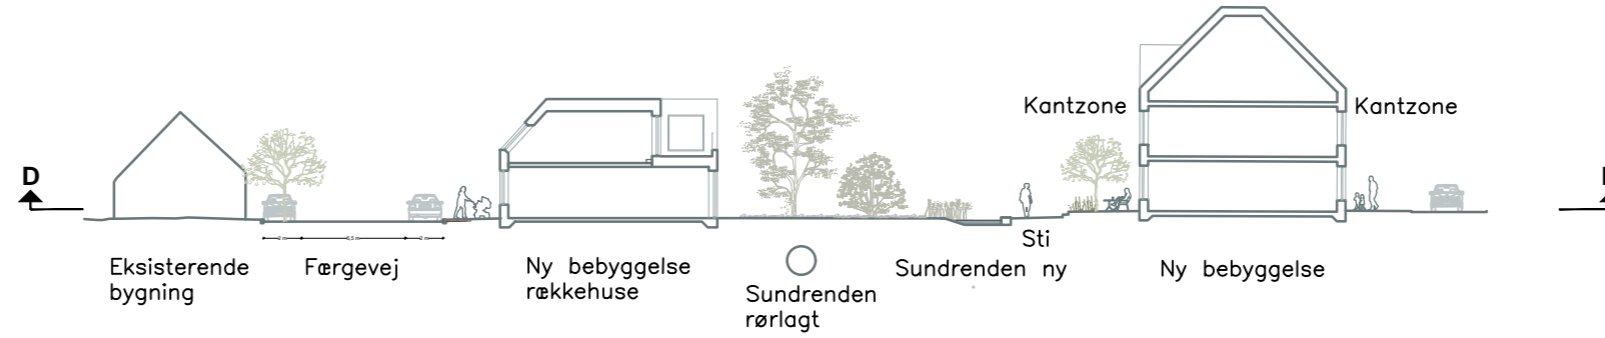 Kantzone
Kantzone
D
Sti
Eksisterende
bygning
Færgevej
Ny bebyggelse
rækkehuse
Sundrenden
rørlagt
Sundrenden ny
Ny bebyggelse